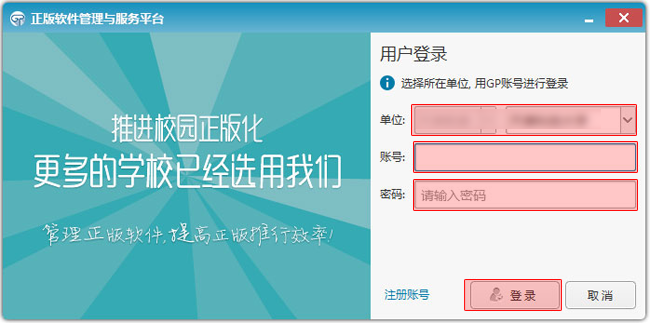 正版软件管理与服务平台
推进校园正版化
更多的学校已经选用我们
管理正版软件,提高正版推行效率!
用户登录
选择所在单位, 用GP账号进行登录
单位:
账号:
密码: 请输入密码
注册账号 登录 取消